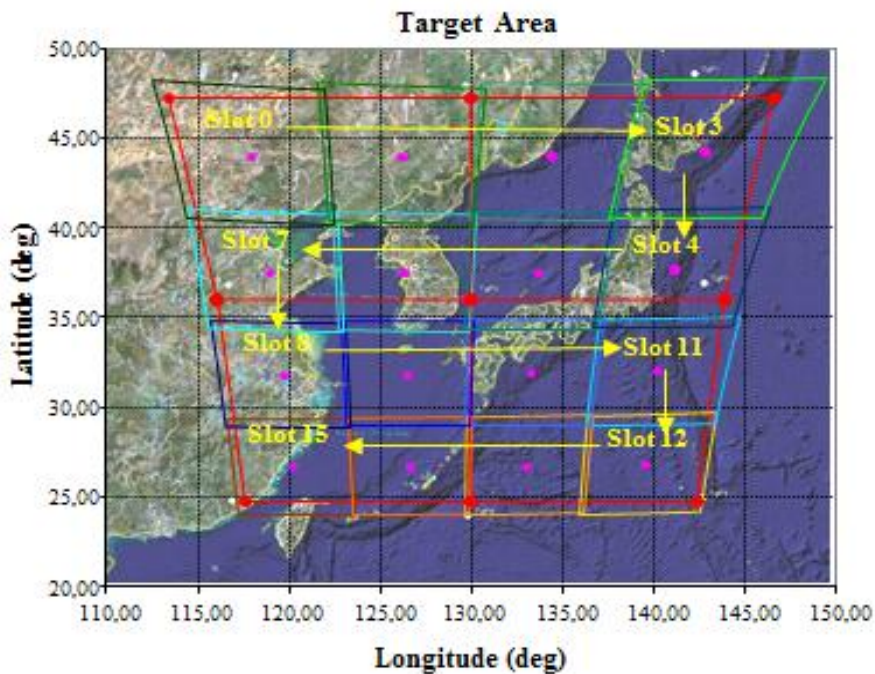 Target Area
50,00
45,00
40,00
35,00
30,00
25,00
20,00
Latitude (deg)
Slot 0
Slot 3
Slot 7
Slot 4
Slot 8
Slot 11
Slot 15
Slot 12
110,00 115,00 120,00 125,00 130,00 135,00 140,00 145,00 150,00
Longitude (deg)